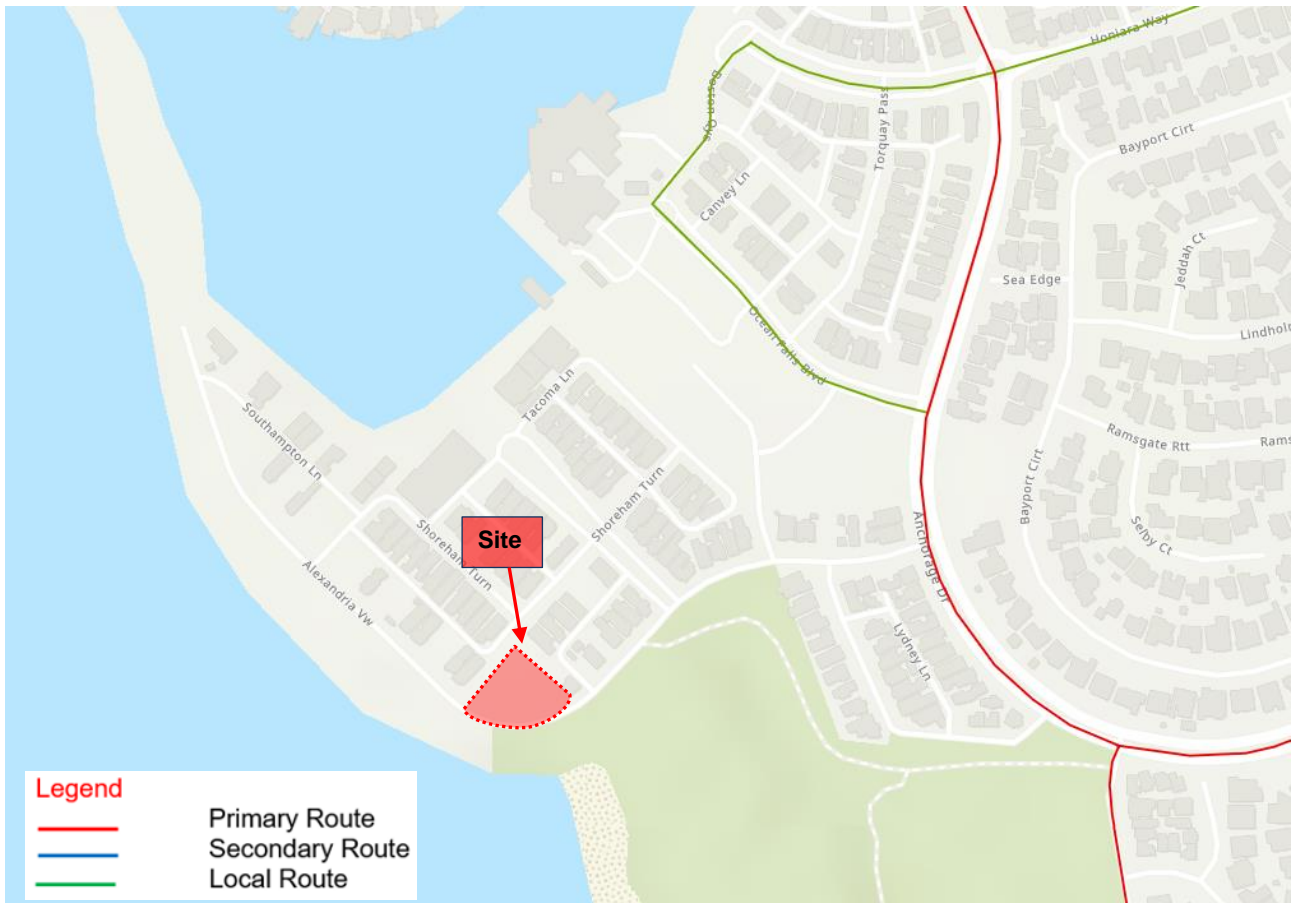 Honiara Way
Bosson Qys
Torquay Pass
Bayport Cirt
Canvey Ln
Jeddah Ct
Sea Edge
Lindholm
Ocean Falls Blvd
Tacoma Ln
Southampton Ln
Ramsgate Rtt
Rams
Shoreham Turn
Bayport Cirt
Site
Shoreham Turn
Selby Ct
Anchorage Dr
Alexandria Vw
Lydney Ln
Legend
Primary Route
Secondary Route
Local Route